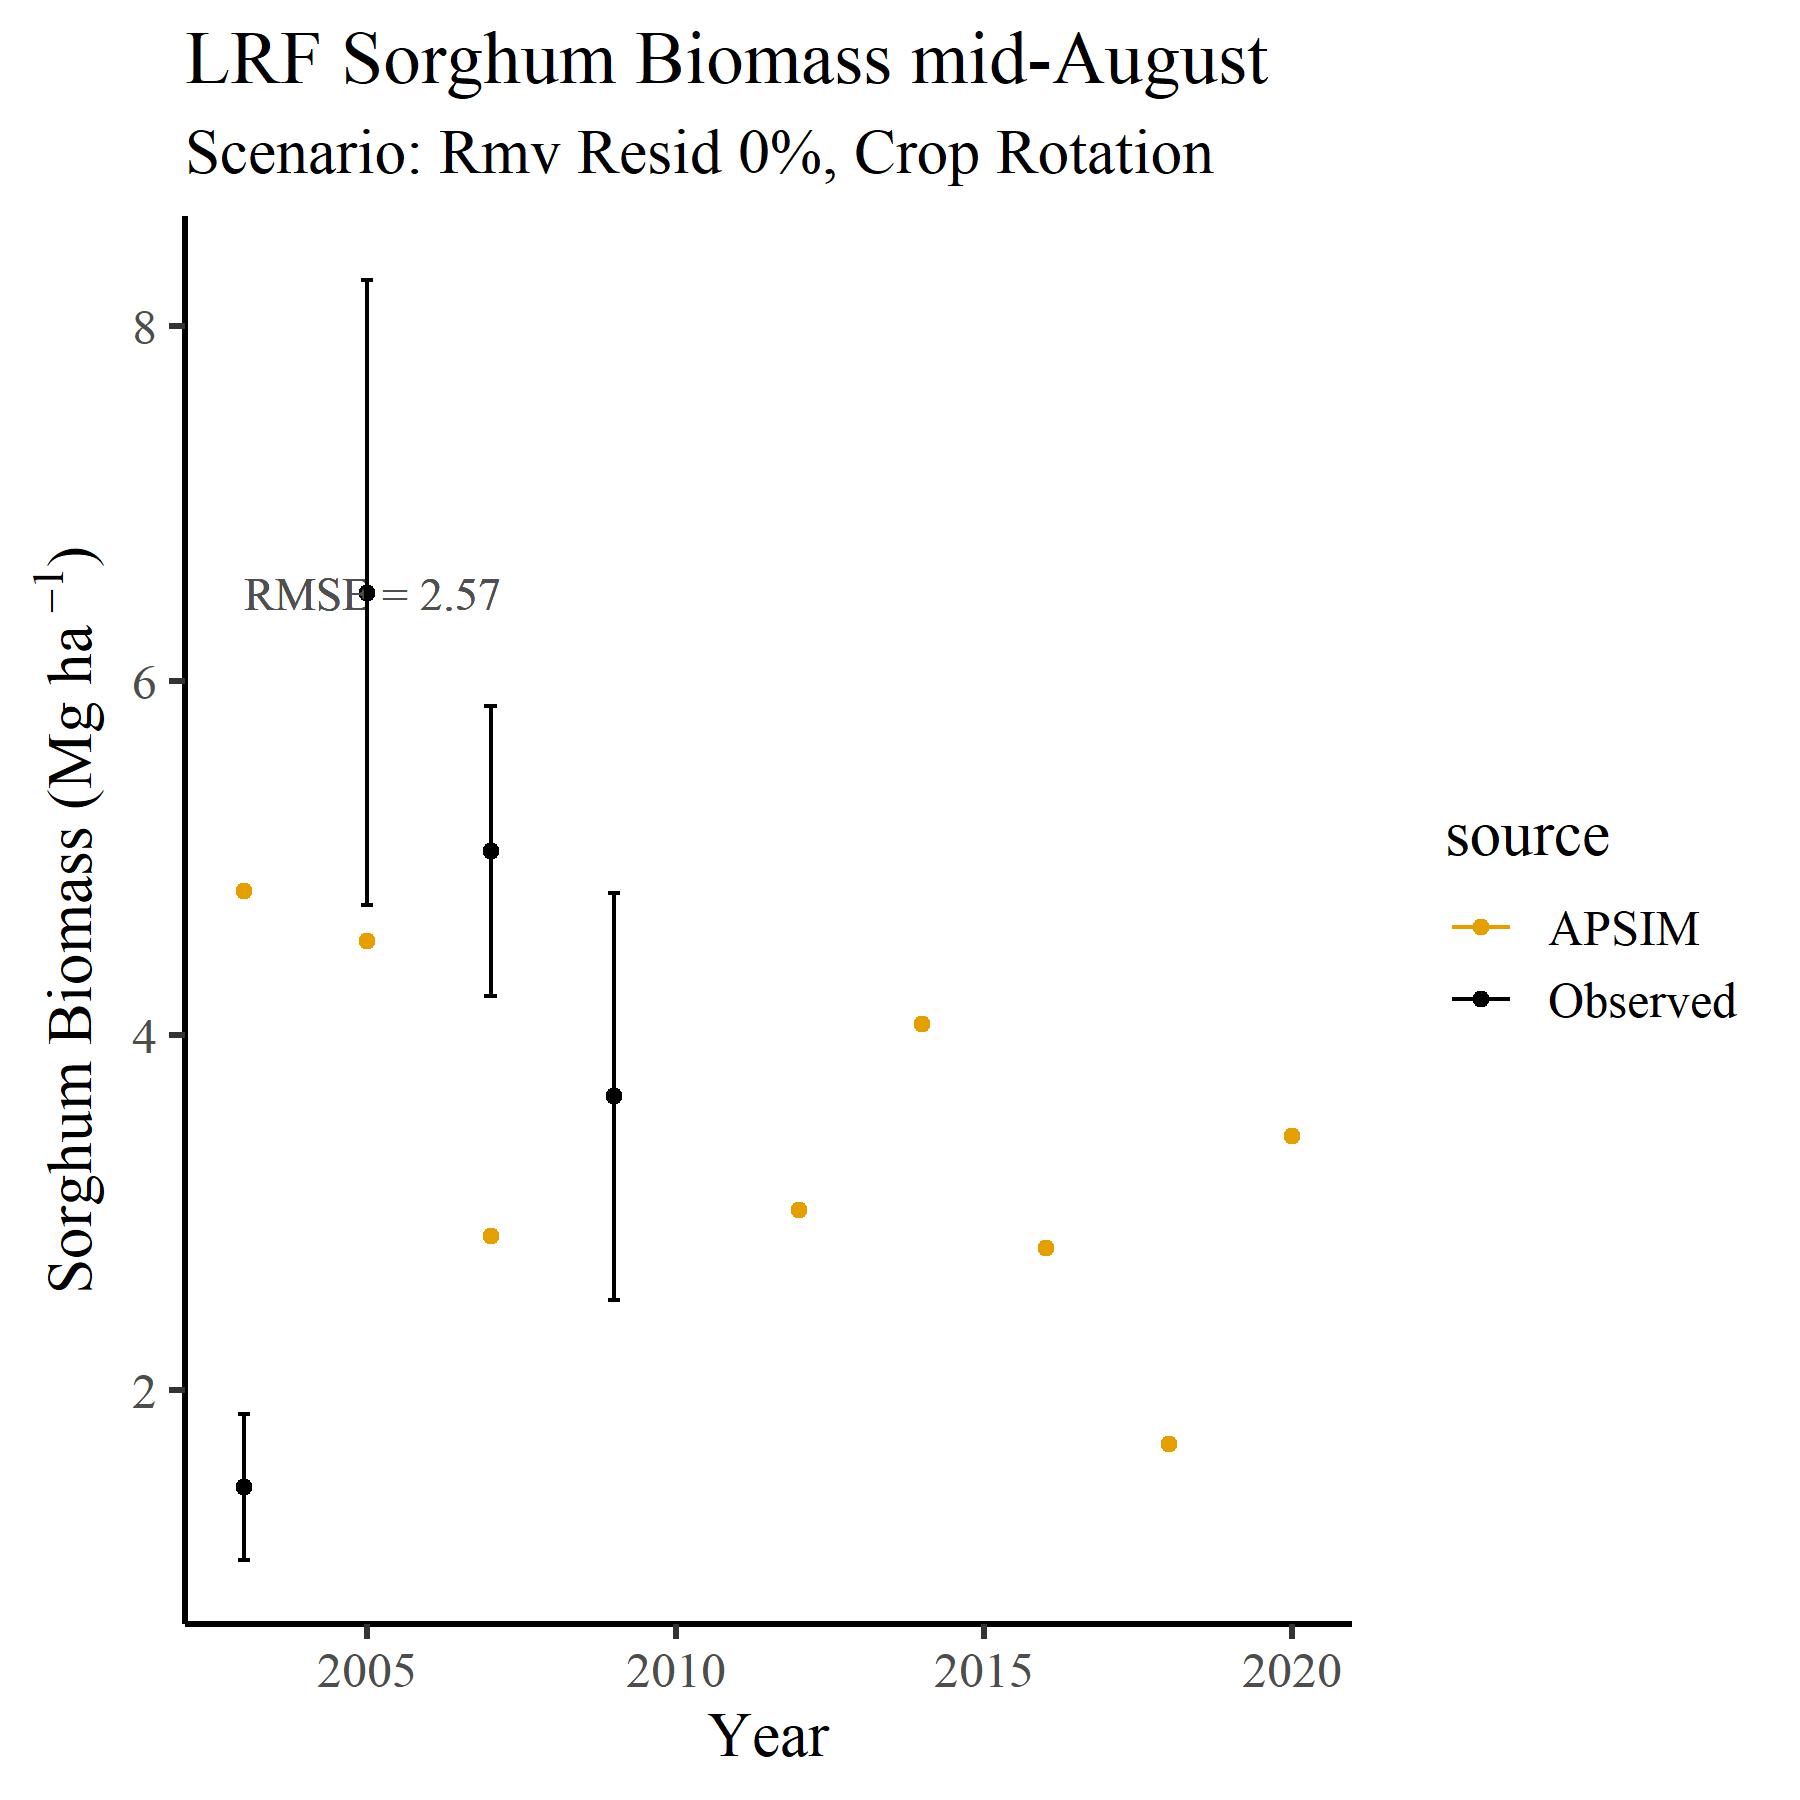 LRF Sorghum Biomass mid-August
Scenario: Rmv Resid 0%, Crop Rotation
Sorghum Biomass (Mg ha −1)
8
6
4
2
RMSE = 2.57
2005 2010 2015 2020
Year
source
APSIM
Observed